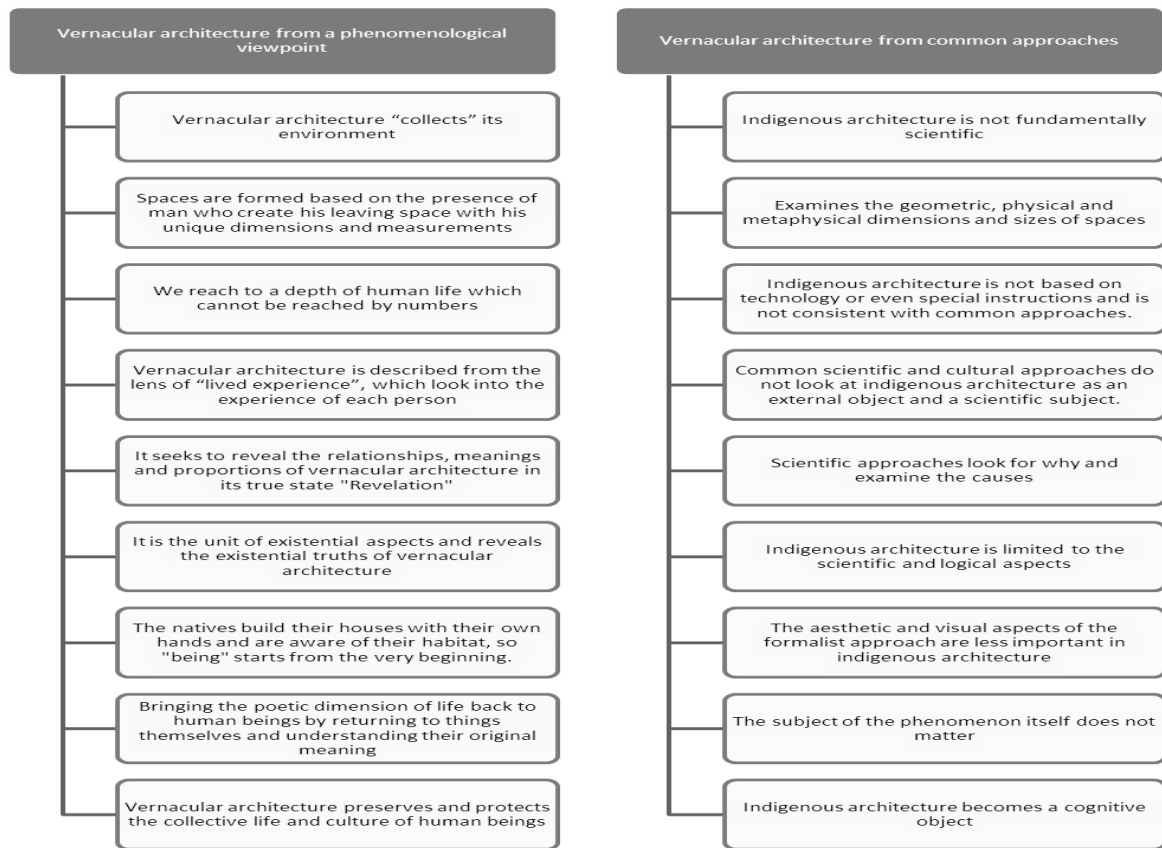 Vernacular architecture from a phenomenological
viewpoint
Vernacular architecture “collects” its
environment
Spaces are formed based on the presence of
man who create his leaving space with his
unique dimensions and measurements
We reach to a depth of human life which
cannot be reached by numbers
Vernacular architecture is described from the
lens of “lived experience”, which look into the
experience of each person
It seeks to reveal the relationships, meanings
and proportions of vernacular architecture in
its true state "Revelation"
It is the unit of existential aspects and reveals
the existential truths of vernacular
architecture
The natives build their houses with their own
hands and are aware of their habitat, so
"being" starts from the very beginning.
Bringing the poetic dimension of life back to
human beings by returning to things
themselves and understanding their original
meaning
Vernacular architecture preserves and protects
the collective life and culture of human beings
Vernacular architecture from common approaches
Indigenous architecture is not fundamentally
scientific
Examines the geometric, physical and
metaphysical dimensions and sizes of spaces
Indigenous architecture is not based on
technology or even special instructions and is
not consistent with common approaches.
Common scientific and cultural approaches do
not look at indigenous architecture as an
external object and a scientific subject.
Scientific approaches look for why and
examine the causes
Indigenous architecture is limited to the
scientific and logical aspects
The aesthetic and visual aspects of the
formalist approach are less important in
indigenous architecture
The subject of the phenomenon itself does not
matter
Indigenous architecture becomes a cognitive
object